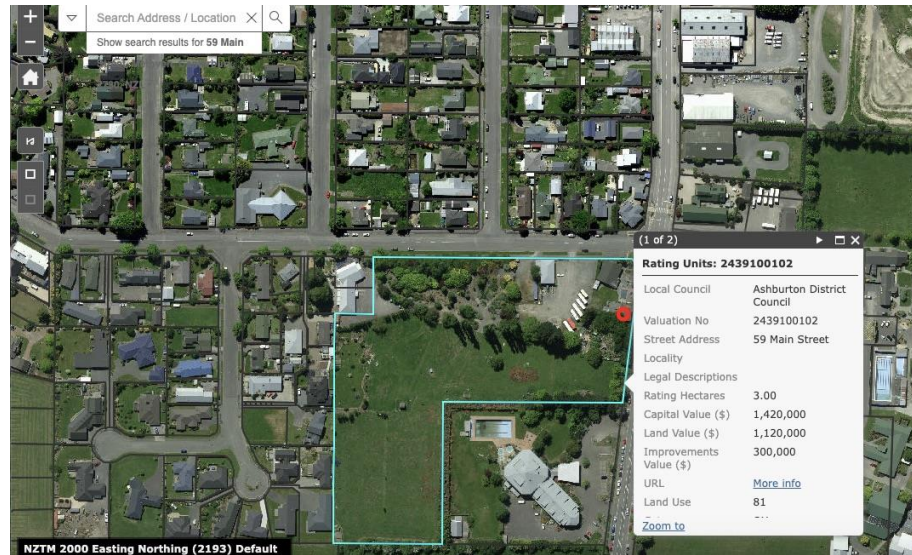 Search Address / Location
Show search results for 59 Main
(1 of 2)
Rating Units: 2439100102
Local Council Ashburton District
Council
Valuation No 2439100102
Street Address 59 Main Street
Locality
Legal Descriptions
Rating Hectares 3.00
Capital Value ($) 1,420,000
Land Value ($) 1,120,000
Improvements 300,000
Value ($)
URL More info
Land Use 81
Zoom to
NZTM 2000 Easting Northing (2193) Default